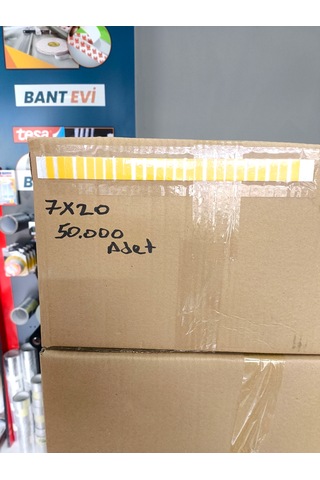 BANT EVİ
tesa
7X20
50.000
Adet